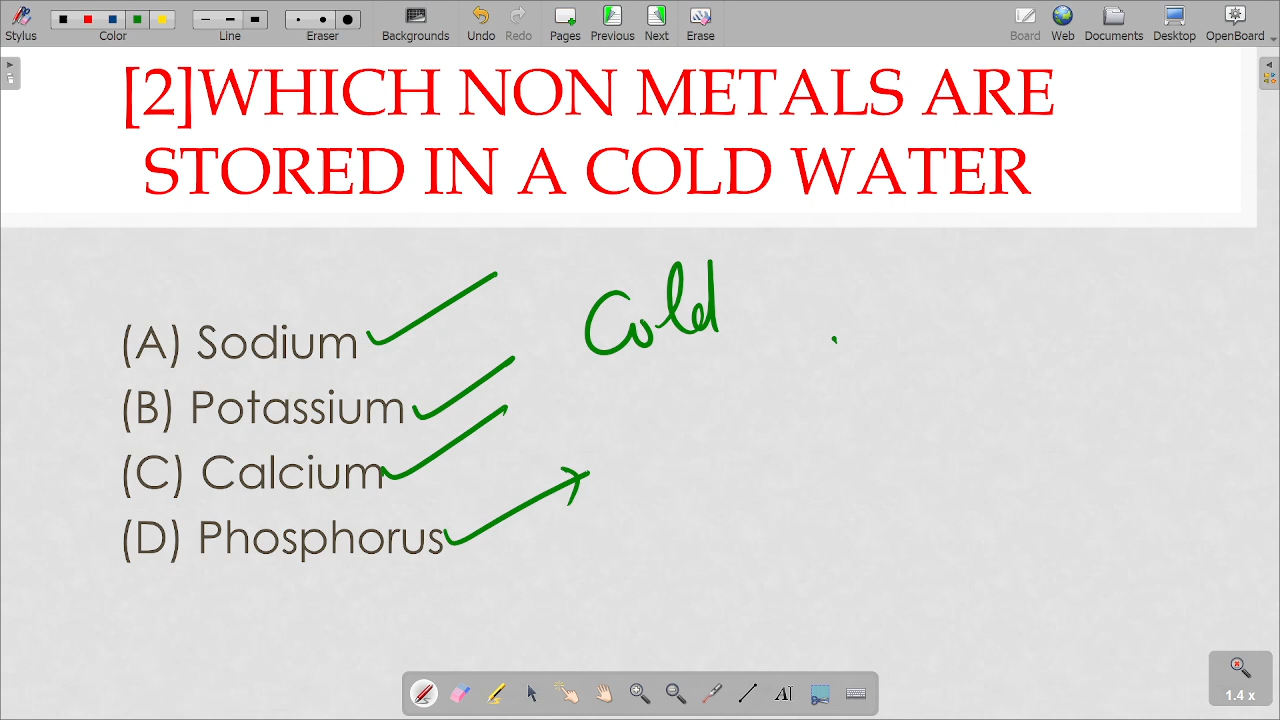 Stylus Color Line Eraser Backgrounds Undo Redo Pages Previous Next Erase Board Web Documents Desktop OpenBoard
[2]WHICH NON METALS ARE
STORED IN A COLD WATER
Cold
(A) Sodium
(B) Potassium
(C) Calcium
(D) Phosphorus
AI
1.4 x